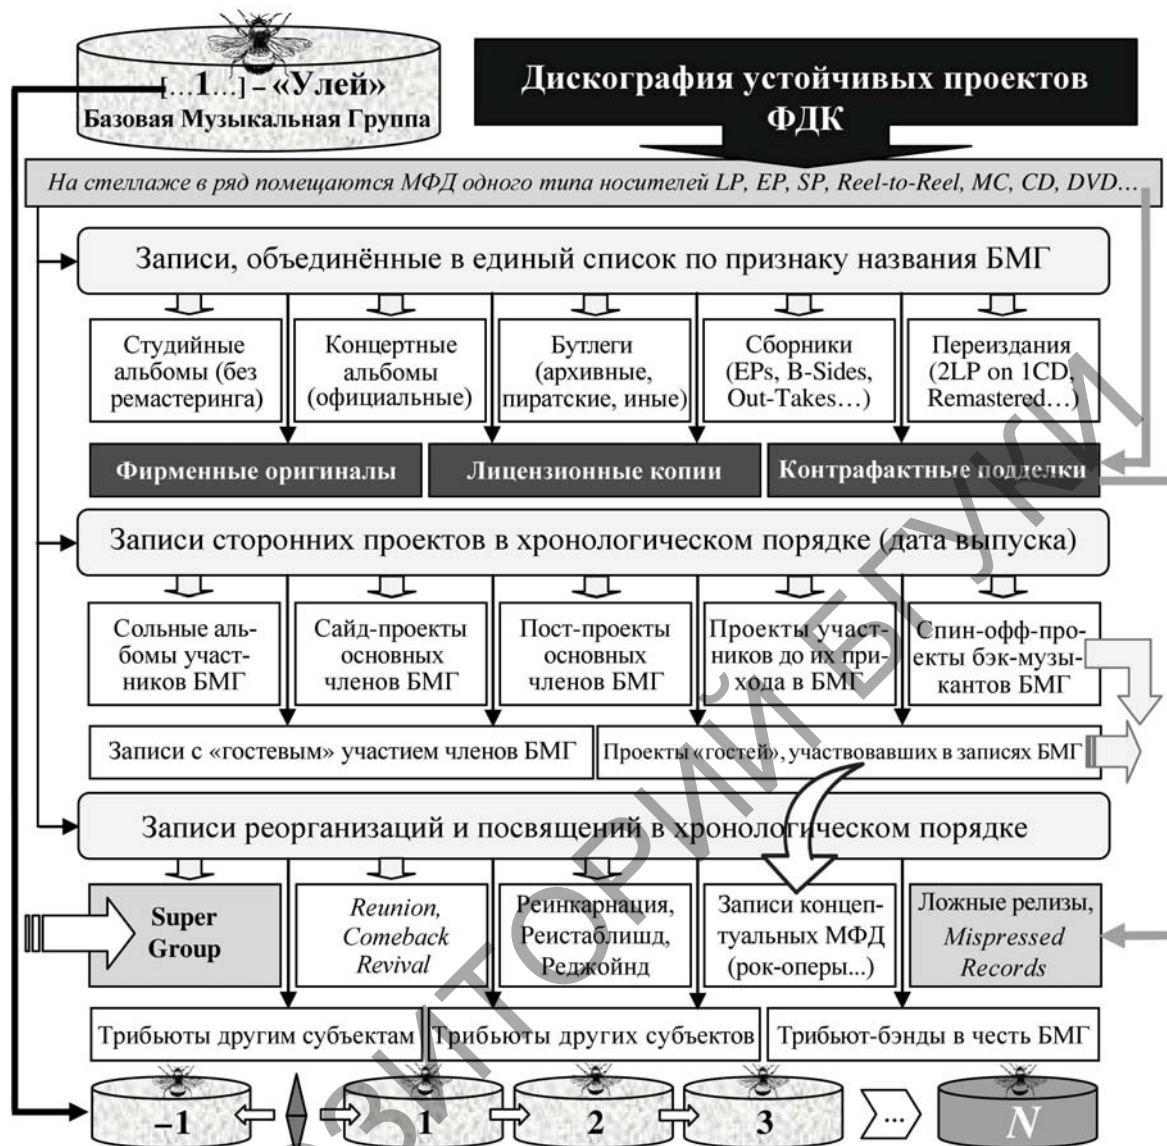 […1…] – «Улей»
Базовая Музыкальная Группа
Дискография устойчивых проектов
ФДК
На стеллаже в ряд помещаются МФД одного типа носителей LP, EP, SP, Reel-to-Reel, MC, CD, DVD…
Записи, объединённые в единый список по признаку названия БМГ
Студийные
альбомы (без
ремастеринга)
Концертные
альбомы
(официальные)
Бутлеги
(архивные,
пиратские, иные)
Сборники
(EPs, B-Sides,
Out-Takes…)
Переиздания
(2LP on 1CD,
Remastered…)
Фирменные оригиналы
Лицензионные копии
Контрафактные подделки
Записи сторонних проектов в хронологическом порядке (дата выпуска)
Сольные аль-
бомы участ-
ников БМГ
Сайд-проекты
основных
членов БМГ
Пост-проекты
основных
членов БМГ
Проекты участ-
ников до их при-
хода в БМГ
Спин-офф-про-
екты бэк-музы-
кантов БМГ
Записи с «гостевым» участием членов БМГ
Проекты «гостей», участвовавших в записях БМГ
Записи реорганизаций и посвящений в хронологическом порядке
Super
Group
Reunion,
Comeback
Revival
Реинкарнация,
Реистаблишд,
Реджойнд
Записи концеп-
туальных МФД
(рок-оперы...)
Ложные релизы,
Mispressed
Records
Трибьюты другим субъектам
Трибьюты других субъектов
Трибьют-бэнды в честь БМГ
–1
1
2
3
...
N
ЗИТОРИЙ БГУКИ